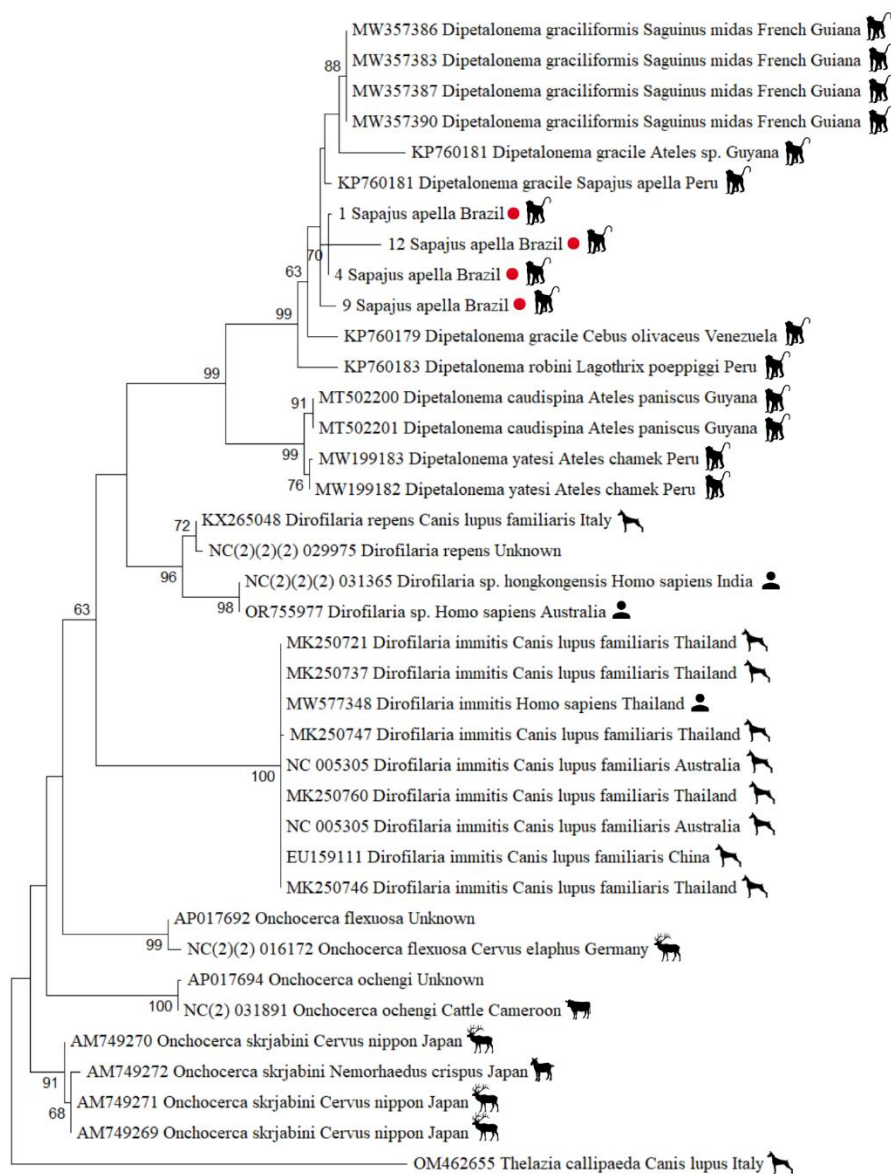 MW357386 Dipetalonema graciliformis Saguinus midas French Guiana
88
MW357383 Dipetalonema graciliformis Saguinus midas French Guiana
MW357387 Dipetalonema graciliformis Saguinus midas French Guiana
MW357390 Dipetalonema graciliformis Saguinus midas French Guiana
KP760181 Dipetalonema gracile Ateles sp. Guyana
KP760181 Dipetalonema gracile Sapajus apella Peru
1 Sapajus apella Brazil
12 Sapajus apella Brazil
70
4 Sapajus apella Brazil
63
9 Sapajus apella Brazil
99
KP760179 Dipetalonema gracile Cebus olivaceus Venezuela
KP760183 Dipetalonema robini Lagothrix poeppiggi Peru
99
MT502200 Dipetalonema caudispina Ateles paniscus Guyana
91
MT502201 Dipetalonema caudispina Ateles paniscus Guyana
99
MW199183 Dipetalonema yatesi Ateles chamek Peru
76
MW199182 Dipetalonema yatesi Ateles chamek Peru
72
KX265048 Dirofilaria repens Canis lupus familiaris Italy
NC(2)(2)(2) 029975 Dirofilaria repens Unknown
96
NC(2)(2)(2) 031365 Dirofilaria sp. hongkongensis Homo sapiens India
98
OR755977 Dirofilaria sp. Homo sapiens Australia
63
MK250721 Dirofilaria immitis Canis lupus familiaris Thailand
MK250737 Dirofilaria immitis Canis lupus familiaris Thailand
MW577348 Dirofilaria immitis Homo sapiens Thailand
MK250747 Dirofilaria immitis Canis lupus familiaris Thailand
NC 005305 Dirofilaria immitis Canis lupus familiaris Australia
100
MK250760 Dirofilaria immitis Canis lupus familiaris Thailand
NC 005305 Dirofilaria immitis Canis lupus familiaris Australia
EU159111 Dirofilaria immitis Canis lupus familiaris China
MK250746 Dirofilaria immitis Canis lupus familiaris Thailand
AP017692 Onchocerca flexuosa Unknown
99
NC(2)(2) 016172 Onchocerca flexuosa Cervus elaphus Germany
AP017694 Onchocerca ochengi Unknown
100
NC(2) 031891 Onchocerca ochengi Cattle Cameroon
AM749270 Onchocerca skrjabini Cervus nippon Japan
91
AM749272 Onchocerca skrjabini Nemorhaedus crispus Japan
68
AM749271 Onchocerca skrjabini Cervus nippon Japan
AM749269 Onchocerca skrjabini Cervus nippon Japan
OM462655 Thelazia callipaeda Canis lupus Italy